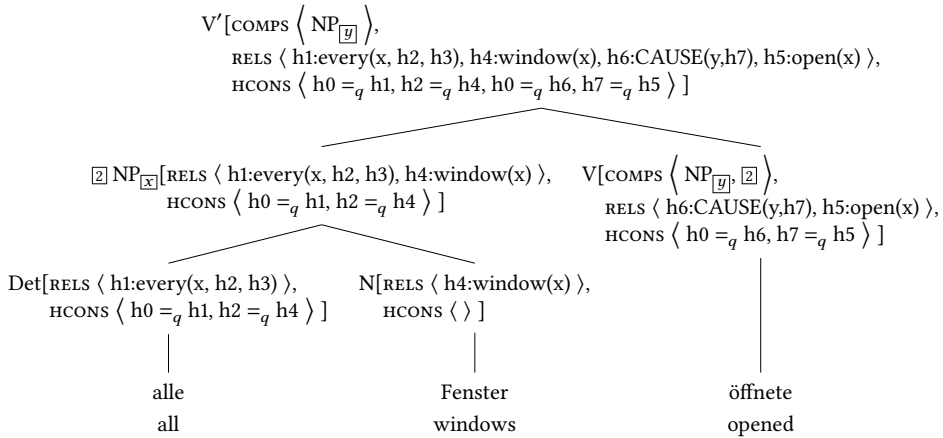 V′[COMPS ⟨ NP[y] ⟩,
RELS ⟨ h1:every(x, h2, h3), h4:window(x), h6:CAUSE(y,h7), h5:open(x) ⟩,
HCONS ⟨ h0 =q h1, h2 =q h4, h0 =q h6, h7 =q h5 ⟩ ]
[2] NP[x][RELS ⟨ h1:every(x, h2, h3), h4:window(x) ⟩,
HCONS ⟨ h0 =q h1, h2 =q h4 ⟩ ]
V[COMPS ⟨ NP[y], [2] ⟩,
RELS ⟨ h6:CAUSE(y,h7), h5:open(x) ⟩,
HCONS ⟨ h0 =q h6, h7 =q h5 ⟩ ]
Det[RELS ⟨ h1:every(x, h2, h3) ⟩,
HCONS ⟨ h0 =q h1, h2 =q h4 ⟩ ]
N[RELS ⟨ h4:window(x) ⟩,
HCONS ⟨ ⟩ ]
alle Fenster öffnete
all windows opened